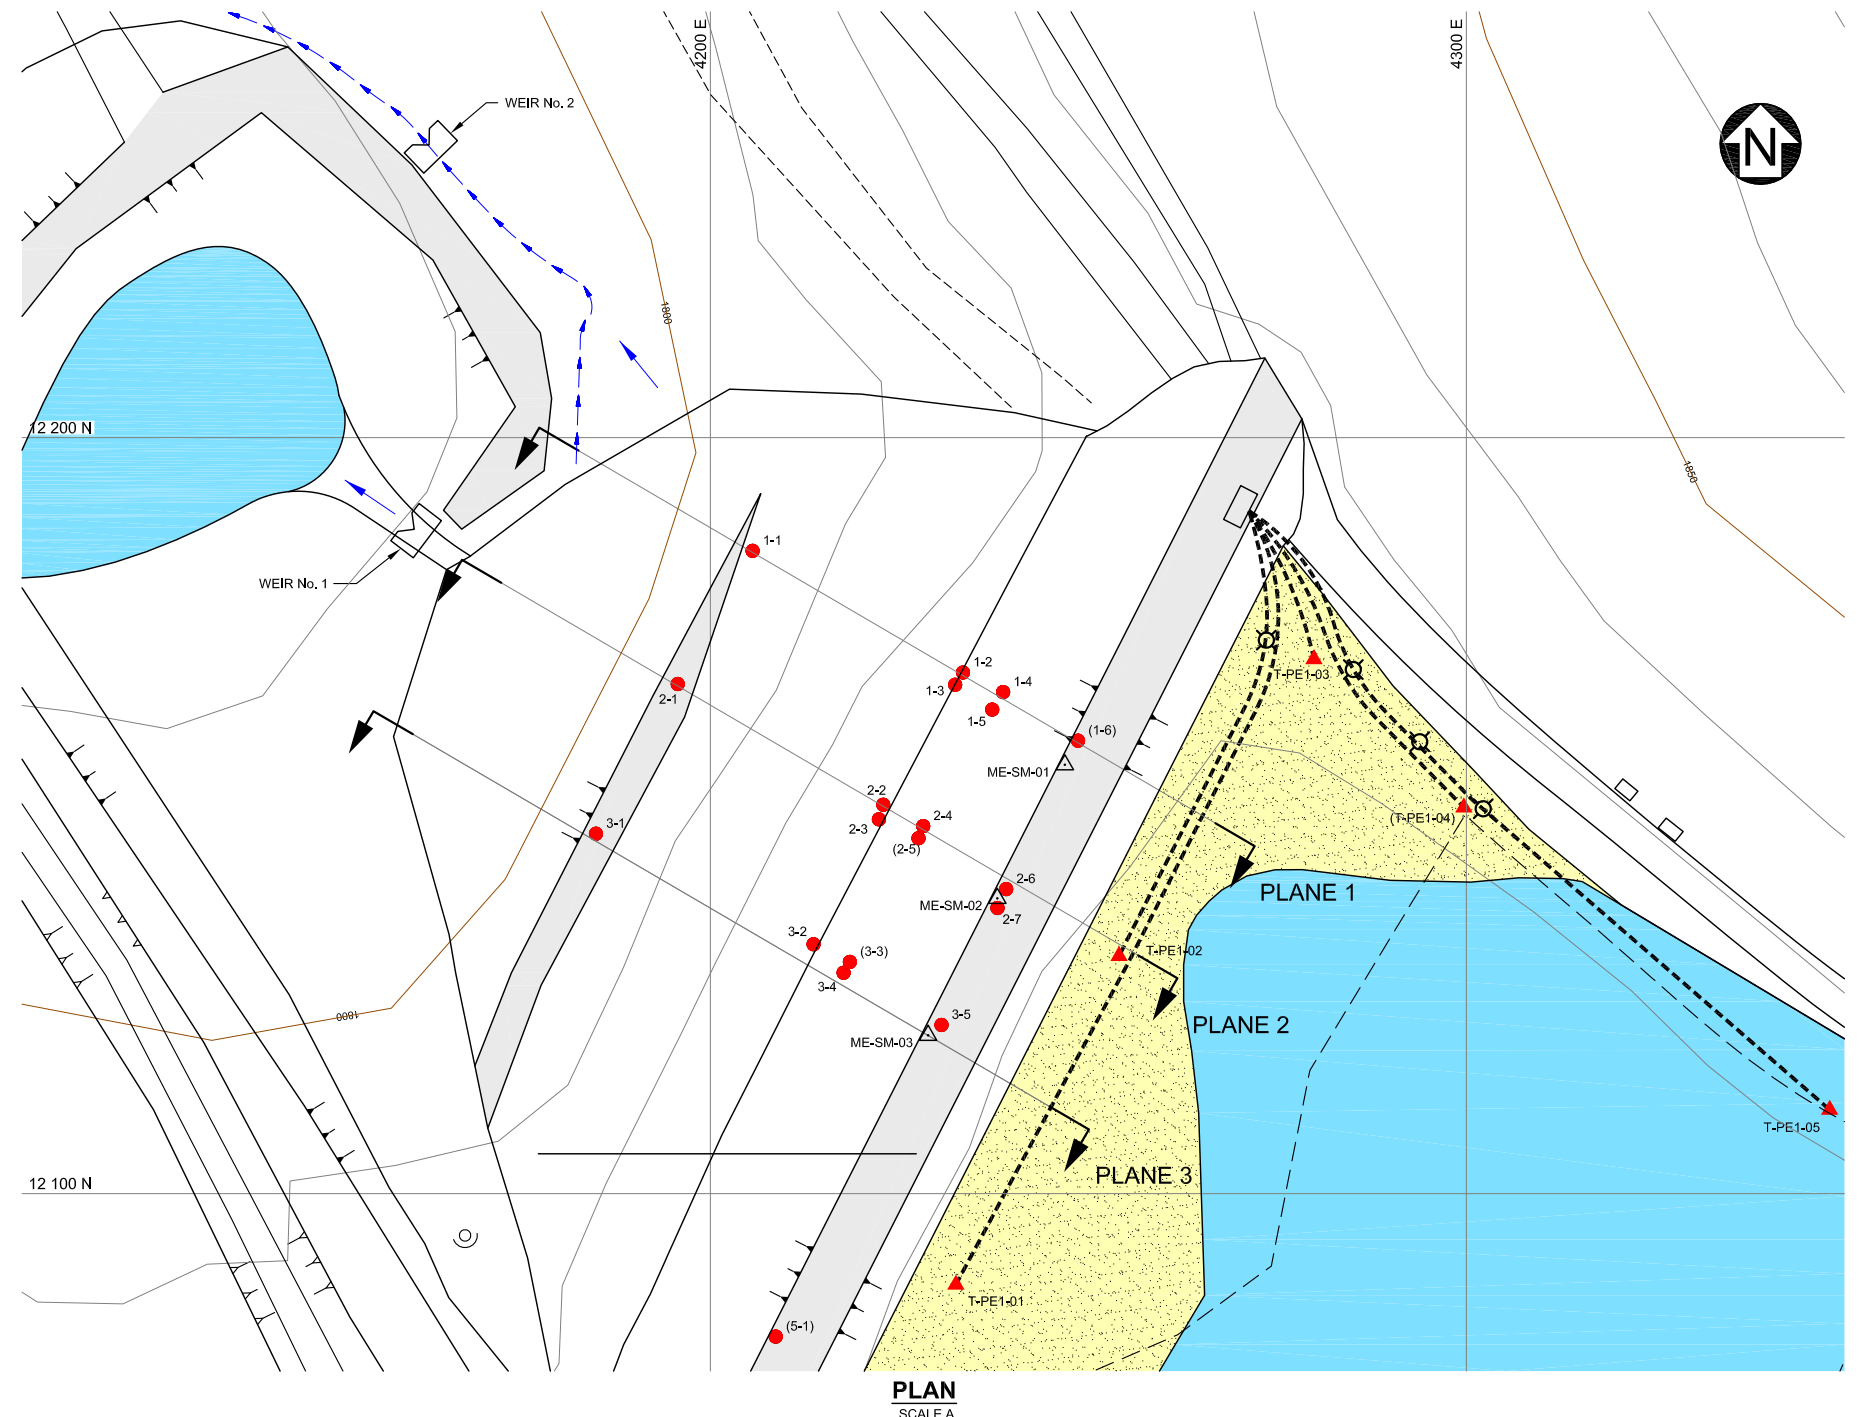 4200 E
4300 E
WEIR No. 2
N
1800
12 200 N
1850
1-1
WEIR No. 1
1-2
T-PE1-03
2-1
1-3
1-4
1-5
(1-6)
ME-SM-01
2-2
2-4
(T-PE1-04)
3-1
2-3
(2-5)
2-6
PLANE 1
ME-SM-02
2-7
3-2
(3-3)
T-PE1-02
3-4
1800
3-5
PLANE 2
ME-SM-03
T-PE1-05
PLANE 3
12 100 N
T-PE1-01
(5-1)
PLAN
SCALE A